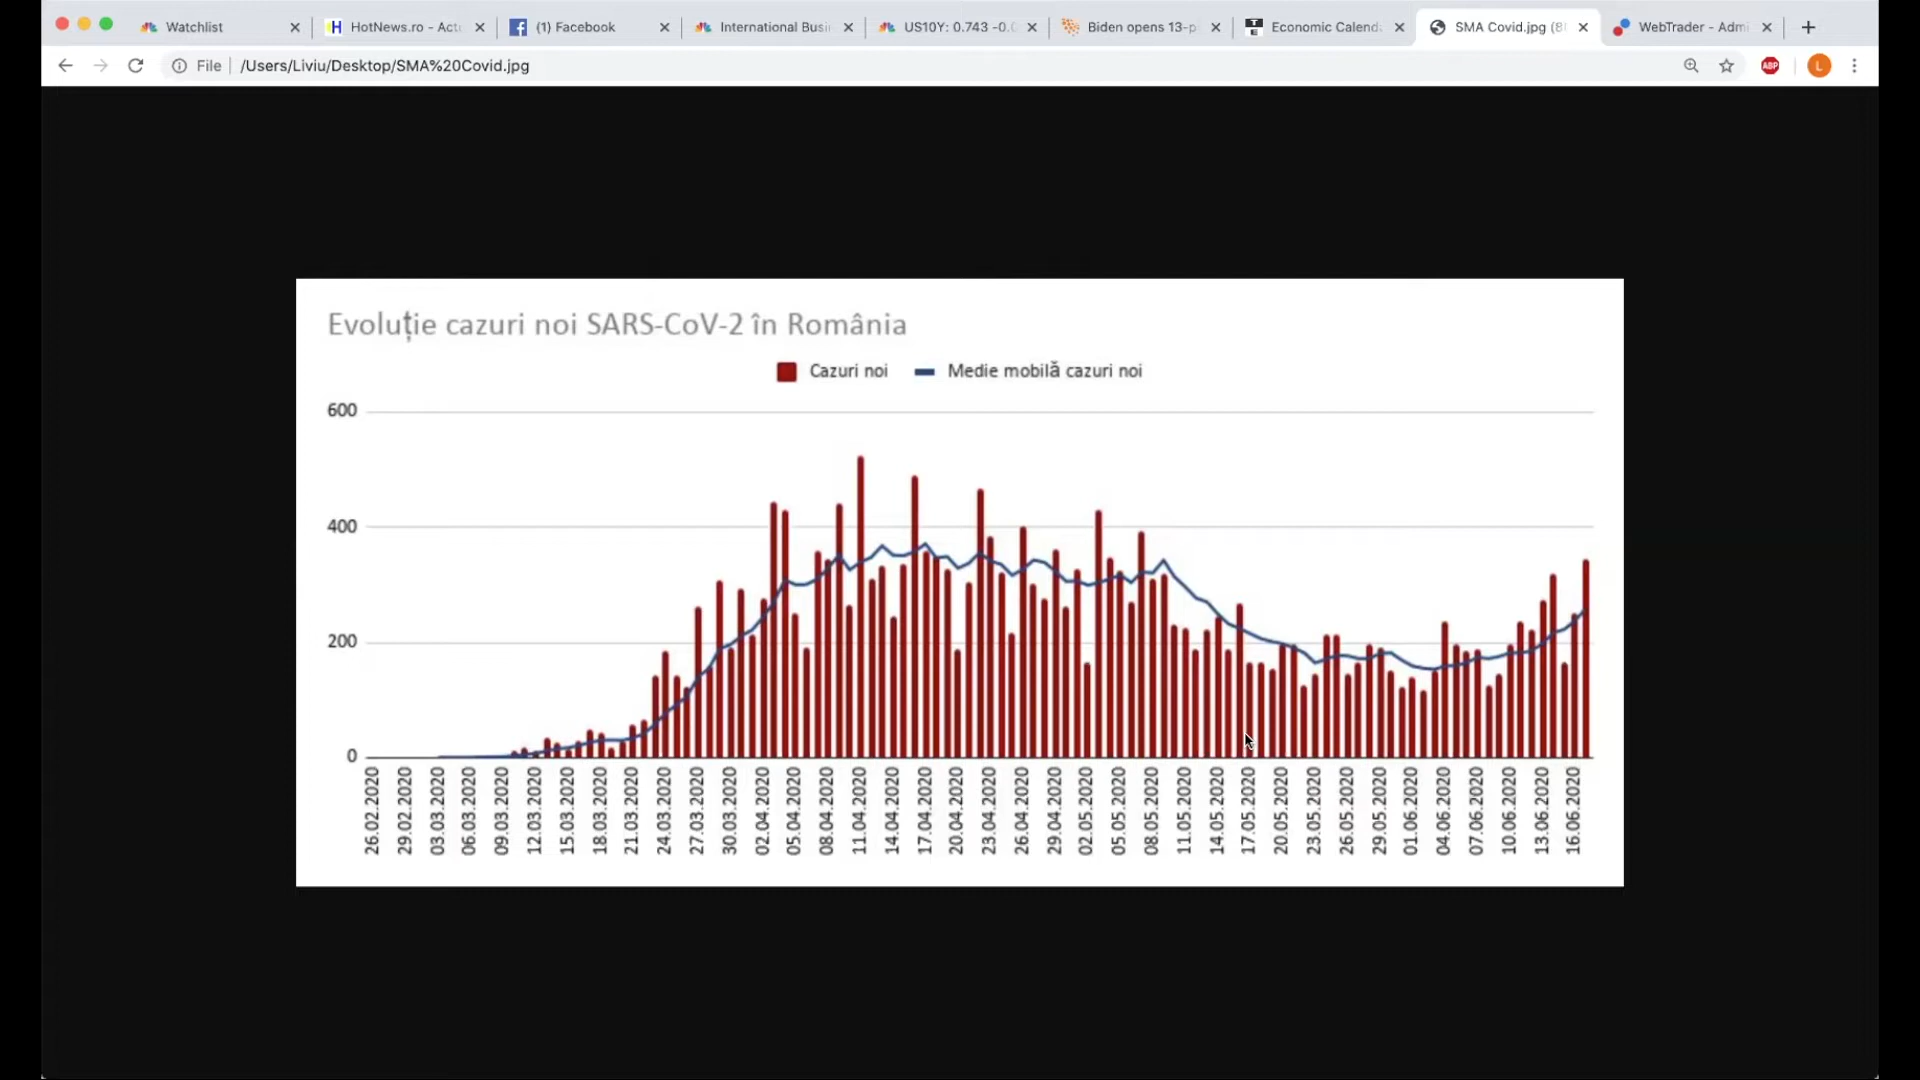 Watchlist
HotNews.ro - Actu
(1) Facebook
International Busi
US10Y: 0.743 -0.0
Biden opens 13-p
Economic Calend
SMA Covid.jpg (8
WebTrader - Admi
File
/Users/Liviu/Desktop/SMA%20Covid.jpg
ABP
L
Evoluție cazuri noi SARS-CoV-2 în România
Cazuri noi
Medie mobilă cazuri noi
600
400
200
0
26.02.2020
29.02.2020
03.03.2020
06.03.2020
09.03.2020
12.03.2020
15.03.2020
18.03.2020
21.03.2020
24.03.2020
27.03.2020
30.03.2020
02.04.2020
05.04.2020
08.04.2020
11.04.2020
14.04.2020
17.04.2020
20.04.2020
23.04.2020
26.04.2020
29.04.2020
02.05.2020
05.05.2020
08.05.2020
11.05.2020
14.05.2020
17.05.2020
20.05.2020
23.05.2020
26.05.2020
29.05.2020
01.06.2020
04.06.2020
07.06.2020
10.06.2020
13.06.2020
16.06.2020